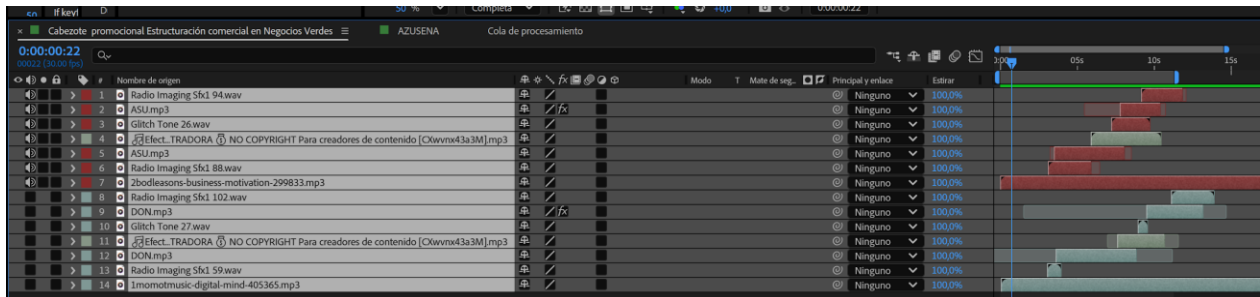 50 If keyf D 50 % Completa +0,0 0:00:00:22
× Cabezote promocional Estructuración comercial en Negocios Verdes ☰ AZUSENA Cola de procesamiento
0:00:00:22
00022 (30.00 fps)
# Nombre de origen fx Modo T Mate de seg... Principal y enlace Estirar 05s 10s 15s
1 Radio Imaging Sfx1 94.wav Ninguno 100,0%
2 ASU.mp3 fx Ninguno 100,0%
3 Glitch Tone 26.wav Ninguno 100,0%
4 Efect...TRADORA NO COPYRIGHT Para creadores de contenido [CXwvnx43a3M].mp3 Ninguno 100,0%
5 ASU.mp3 Ninguno 100,0%
6 Radio Imaging Sfx1 88.wav Ninguno 100,0%
7 2bodleasons-business-motivation-299833.mp3 Ninguno 100,0%
8 Radio Imaging Sfx1 102.wav Ninguno 100,0%
9 DON.mp3 fx Ninguno 100,0%
10 Glitch Tone 27.wav Ninguno 100,0%
11 Efect...TRADORA NO COPYRIGHT Para creadores de contenido [CXwvnx43a3M].mp3 Ninguno 100,0%
12 DON.mp3 Ninguno 100,0%
13 Radio Imaging Sfx1 59.wav Ninguno 100,0%
14 1momotmusic-digital-mind-405365.mp3 Ninguno 100,0%